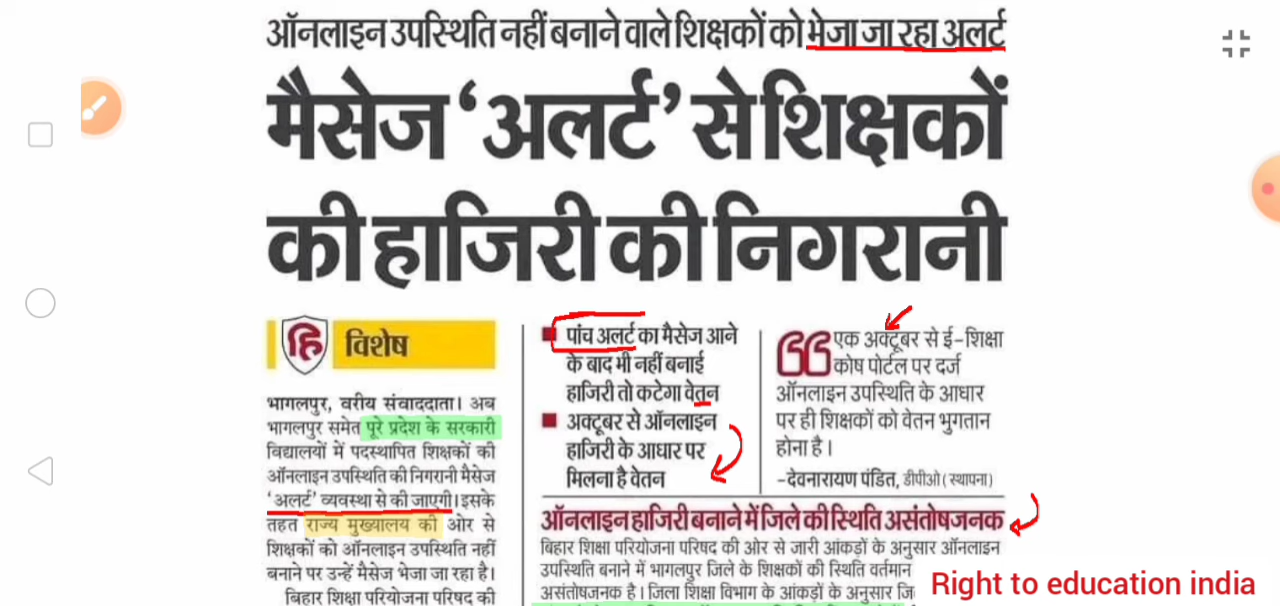 ऑनलाइन उपस्थिति नहीं बनाने वाले शिक्षकों को भेजा जा रहा अलर्ट
मैसेज ‘अलर्ट’ से शिक्षकों
की हाजिरी की निगरानी
हि विशेष
भागलपुर, वरीय संवाददाता। अब
भागलपुर समेत पूरे प्रदेश के सरकारी
विद्यालयों में पदस्थापित शिक्षकों की
ऑनलाइन उपस्थिति की निगरानी मैसेज
‘अलर्ट’ व्यवस्था से की जाएगी। इसके
तहत राज्य मुख्यालय की ओर से
शिक्षकों को ऑनलाइन उपस्थिति नहीं
बनाने पर उन्हें मैसेज भेजा जा रहा है।
बिहार शिक्षा परियोजना परिषद की
पांच अलर्ट का मैसेज आने
के बाद भी नहीं बनाई
हाजिरी तो कटेगा वेतन
अक्टूबर से ऑनलाइन
हाजिरी के आधार पर
मिलना है वेतन
एक अक्टूबर से ई-शिक्षा
कोष पोर्टल पर दर्ज
ऑनलाइन उपस्थिति के आधार
पर ही शिक्षकों को वेतन भुगतान
होना है।
-देवनारायण पंडित, डीपीओ (स्थापना)
ऑनलाइन हाजिरी बनाने में जिले की स्थिति असंतोषजनक
बिहार शिक्षा परियोजना परिषद की ओर से जारी आंकड़ों के अनुसार ऑनलाइन
उपस्थिति बनाने में भागलपुर जिले के शिक्षकों की स्थिति वर्तमान
असंतोषजनक है। जिला शिक्षा विभाग के आंकड़ों के अनुसार जि
Right to education india